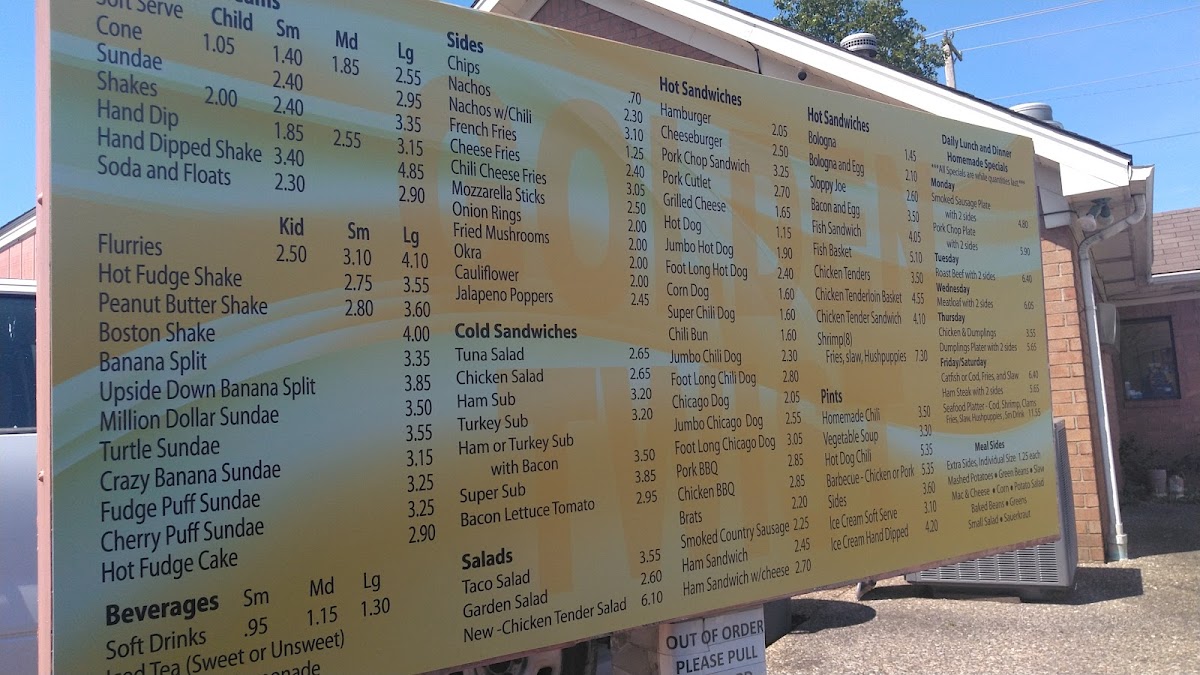 Soft Serve Child Sm Md Lg
Cone 1.05 1.40 1.85 2.55
Sundae 2.40 2.95
Shakes 2.00 2.40 3.35
Hand Dip 1.85 2.55 3.15
Hand Dipped Shake 3.40 4.85
Soda and Floats 2.30 2.90
Kid Sm Lg
Flurries 2.50 3.10 4.10
Hot Fudge Shake 2.75 3.55
Peanut Butter Shake 2.80 3.60
Boston Shake 4.00
Banana Split 3.35
Upside Down Banana Split 3.85
Million Dollar Sundae 3.50
Turtle Sundae 3.55
Crazy Banana Sundae 3.15
Fudge Puff Sundae 3.25
Cherry Puff Sundae 3.25
Hot Fudge Cake 2.90
Beverages Sm Md Lg
Soft Drinks .95 1.15 1.30
Iced Tea (Sweet or Unsweet)
Sides
Chips .70
Nachos 2.30
Nachos w/Chili 3.10
French Fries 1.25
Cheese Fries 2.40
Chili Cheese Fries 3.05
Mozzarella Sticks 2.50
Onion Rings 2.00
Fried Mushrooms 2.00
Okra 2.00
Cauliflower 2.00
Jalapeno Poppers 2.45
Cold Sandwiches
Tuna Salad 2.65
Chicken Salad 2.65
Ham Sub 3.20
Turkey Sub 3.20
Ham or Turkey Sub
with Bacon 3.50
Super Sub 3.85
Bacon Lettuce Tomato 2.95
Salads
Taco Salad 3.55
Garden Salad 2.60
New -Chicken Tender Salad 6.10
Hot Sandwiches
Hamburger 2.05
Cheeseburger 2.50
Pork Chop Sandwich 3.25
Pork Cutlet 2.70
Grilled Cheese 1.65
Hot Dog 1.15
Jumbo Hot Dog 1.90
Foot Long Hot Dog 2.40
Corn Dog 1.60
Super Chili Dog 1.60
Chili Bun 1.60
Jumbo Chili Dog 2.30
Foot Long Chili Dog 2.80
Chicago Dog 2.05
Jumbo Chicago Dog 2.55
Foot Long Chicago Dog 3.05
Pork BBQ 2.85
Chicken BBQ 2.85
Brats 2.20
Smoked Country Sausage 2.25
Ham Sandwich 2.45
Ham Sandwich w/cheese 2.70
Hot Sandwiches
Bologna 1.45
Bologna and Egg 2.10
Sloppy Joe 2.60
Bacon and Egg 3.50
Fish Sandwich 4.05
Fish Basket 5.10
Chicken Tenders 3.50
Chicken Tenderloin Basket 4.55
Chicken Tender Sandwich 4.10
Shrimp(8)
Fries, slaw, Hushpuppies 7.30
Pints
Homemade Chili 3.50
Vegetable Soup 3.30
Hot Dog Chili 5.35
Barbecue - Chicken or Pork 5.35
Sides 3.60
Ice Cream Soft Serve 3.10
Ice Cream Hand Dipped 4.20
Daily Lunch and Dinner
Homemade Specials
***All Specials are while quantities last.***
Monday
Smoked Sausage Plate
with 2 sides 4.80
Pork Chop Plate
with 2 sides 5.90
Tuesday
Roast Beef with 2 sides 6.40
Wednesday
Meatloaf with 2 sides 6.05
Thursday
Chicken & Dumplings 3.55
Dumplings Plater with 2 sides 5.65
Friday/Saturday
Catfish or Cod, Fries, and Slaw 6.40
Ham Steak with 2 sides 5.65
Seafood Platter - Cod, Shrimp, Clams
Fries, Slaw, Hushpuppies , Sm Drink 11.55
Meal Sides
Extra Sides, Individual Size 1.25 each
Mashed Potatoes • Green Beans • Slaw
Mac & Cheese • Corn • Potato Salad
Baked Beans • Greens
Small Salad • Sauerkraut
OUT OF ORDER
PLEASE PULL